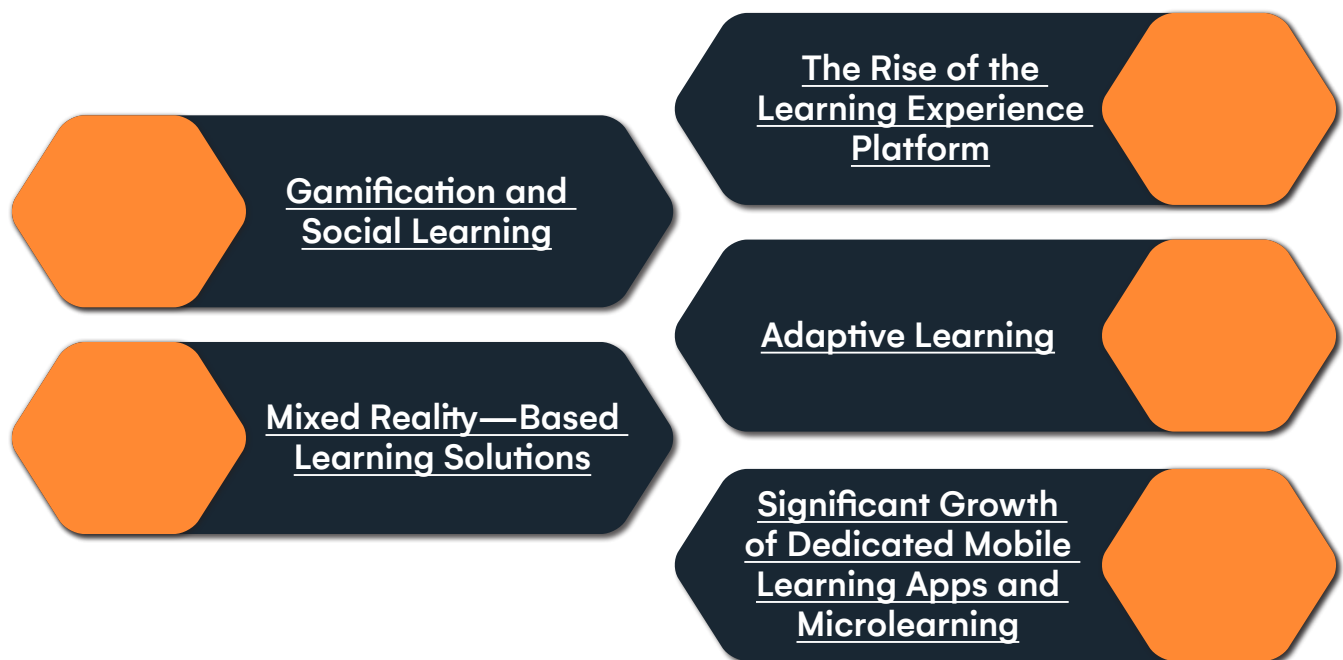 Gamification and
Social Learning
Mixed Reality—Based
Learning Solutions
The Rise of the
Learning Experience
Platform
Adaptive Learning
Significant Growth
of Dedicated Mobile
Learning Apps and
Microlearning